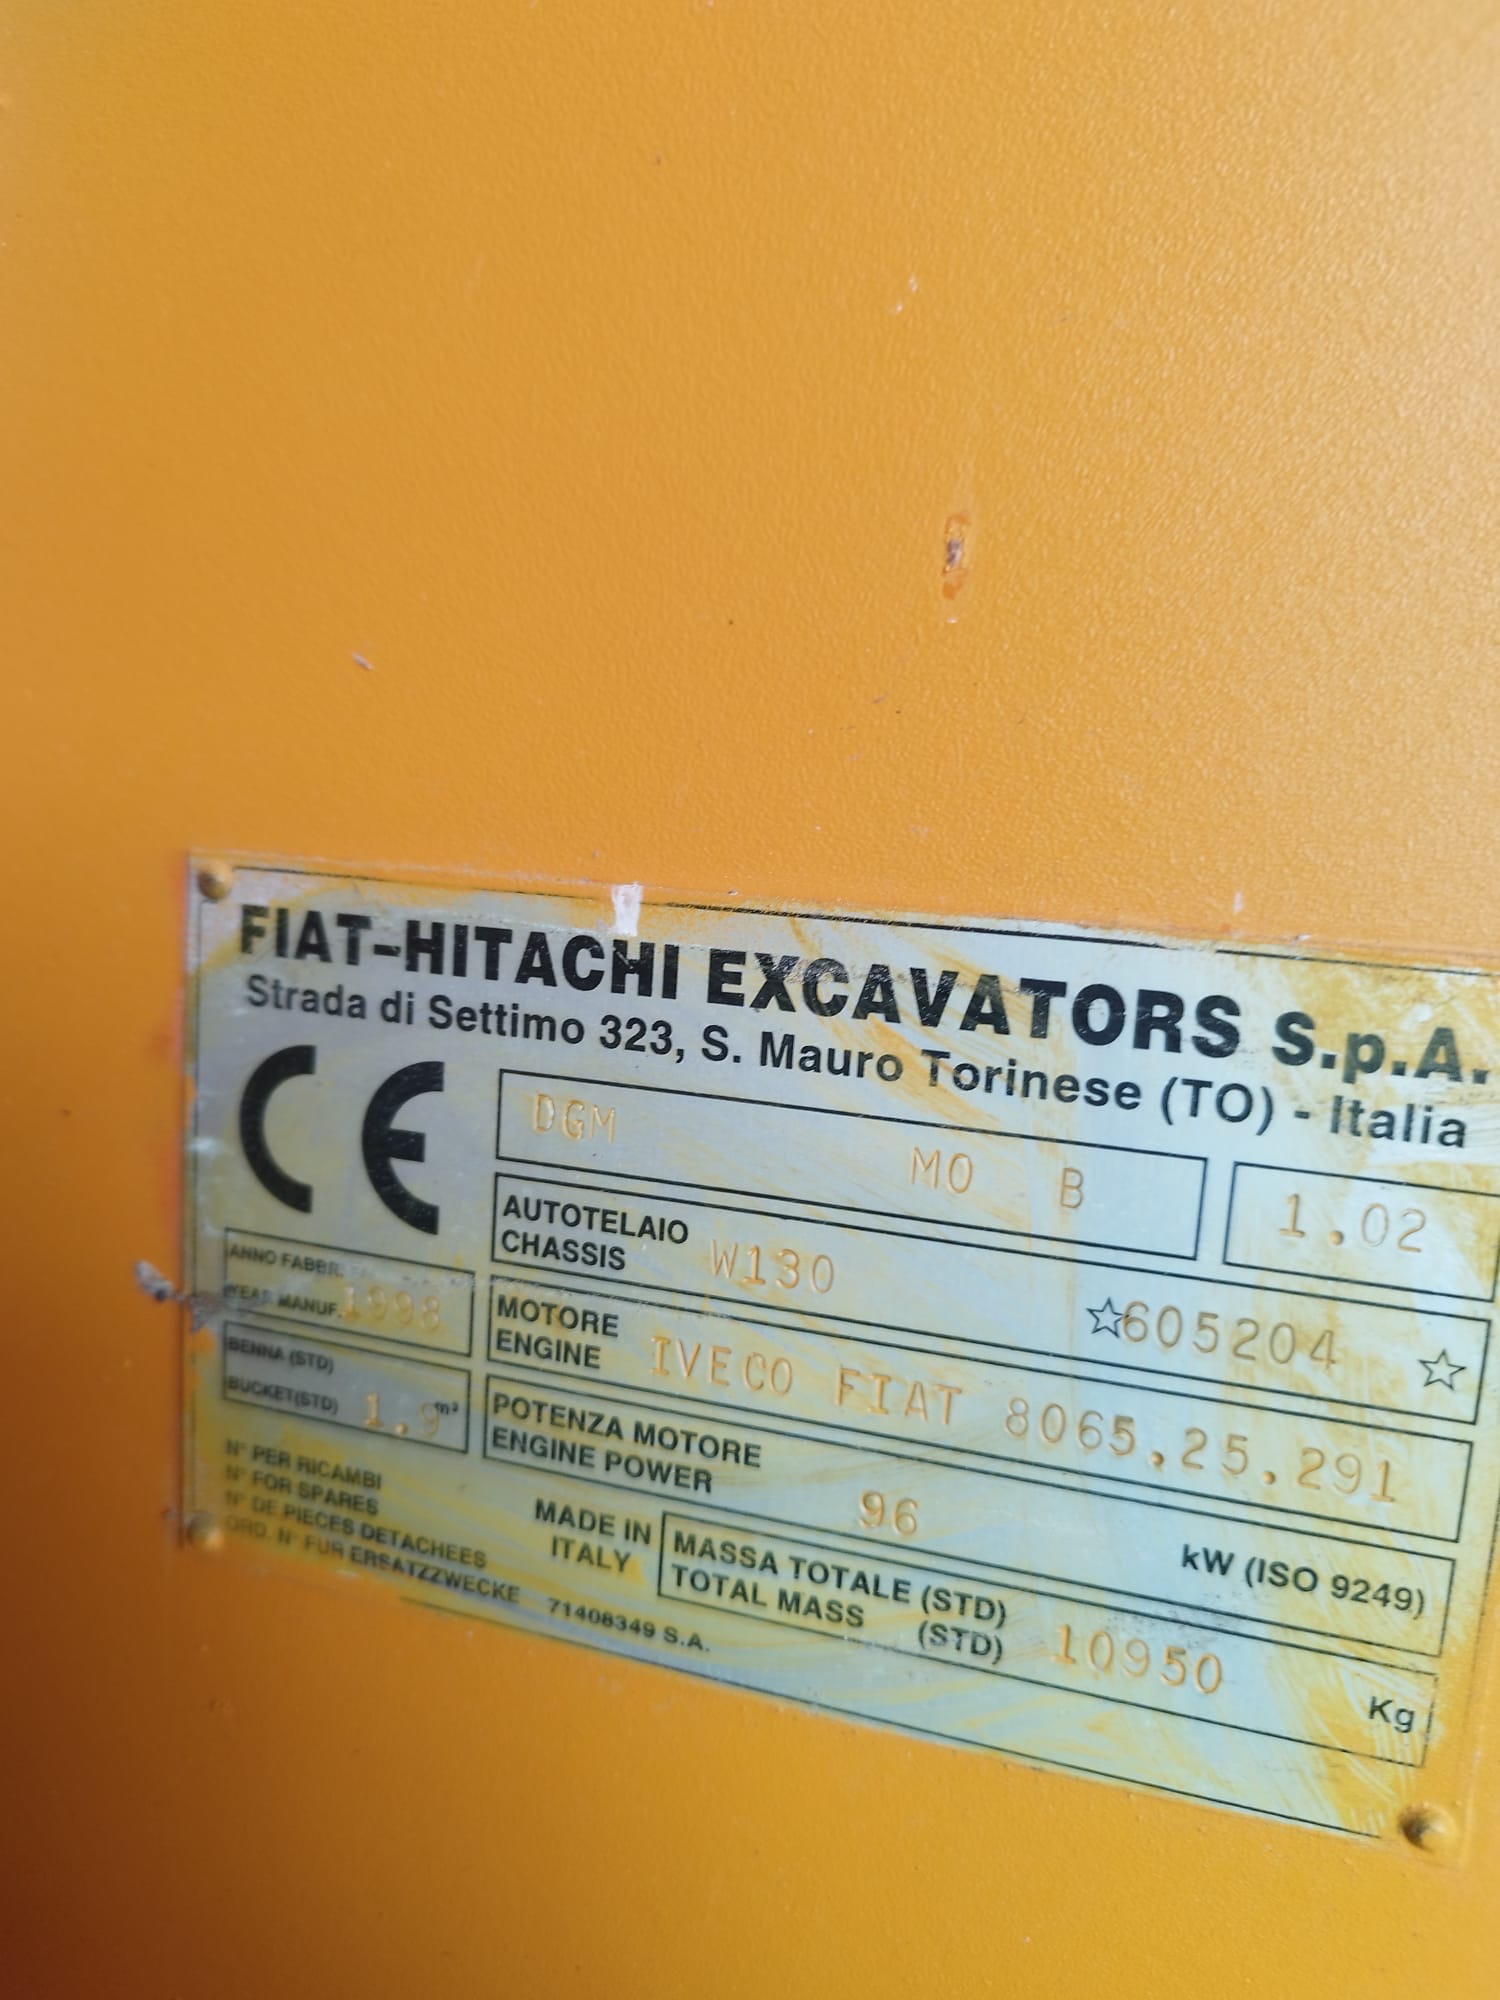 FIAT-HITACHI EXCAVATORS S.p.A.
Strada di Settimo 323, S. Mauro Torinese (TO) - Italia
CE
DGM MO B 1.02
AUTOTELAIO
CHASSIS W130 ☆605204 ☆
ANNO FABBR.
YEAR MANUF. 1998
MOTORE
ENGINE IVECO FIAT 8065.25.291
BENNA (STD)
BUCKET(STD) 1.9 m³
POTENZA MOTORE
ENGINE POWER 96 kW (ISO 9249)
N° PER RICAMBI
N° FOR SPARES
N° DE PIECES DETACHEES
ORD. N° FUR ERSATZZWECKE 71408349 S.A.
MADE IN
ITALY
MASSA TOTALE (STD)
TOTAL MASS (STD) 10950 Kg